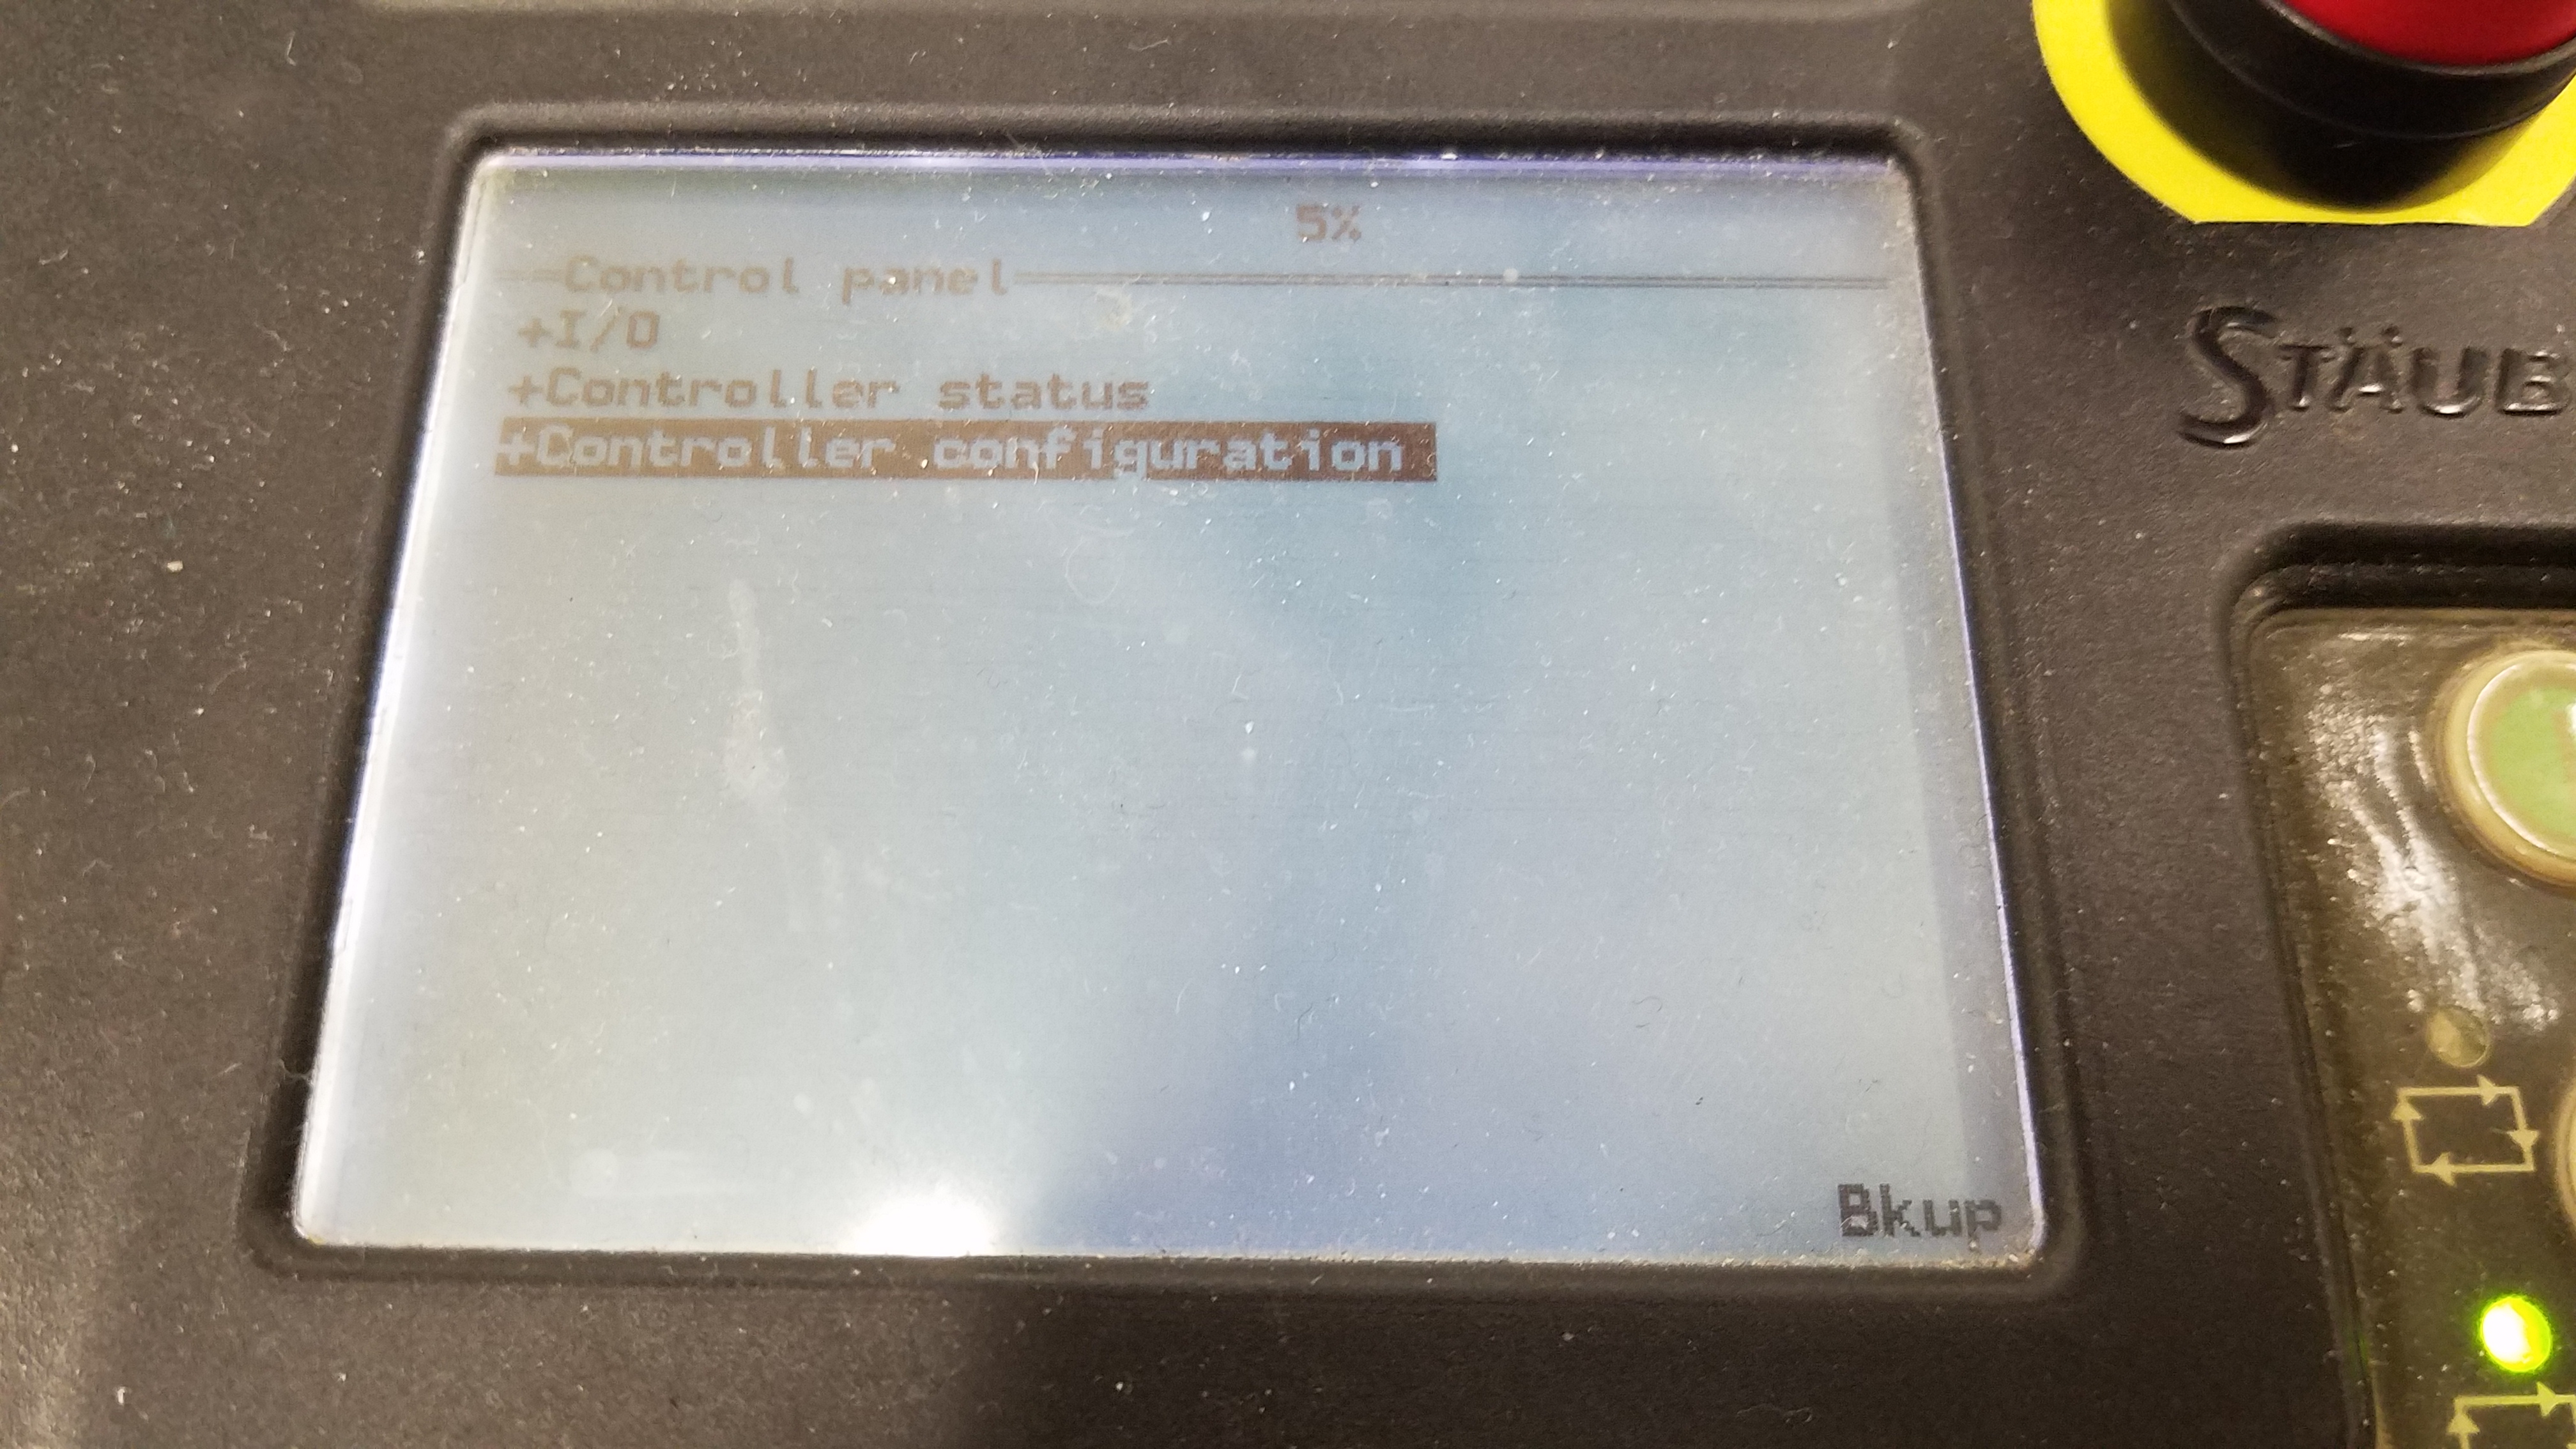 5%
Control panel
+I/O
+Controller status
+Controller configuration
Bkup
STÄUB